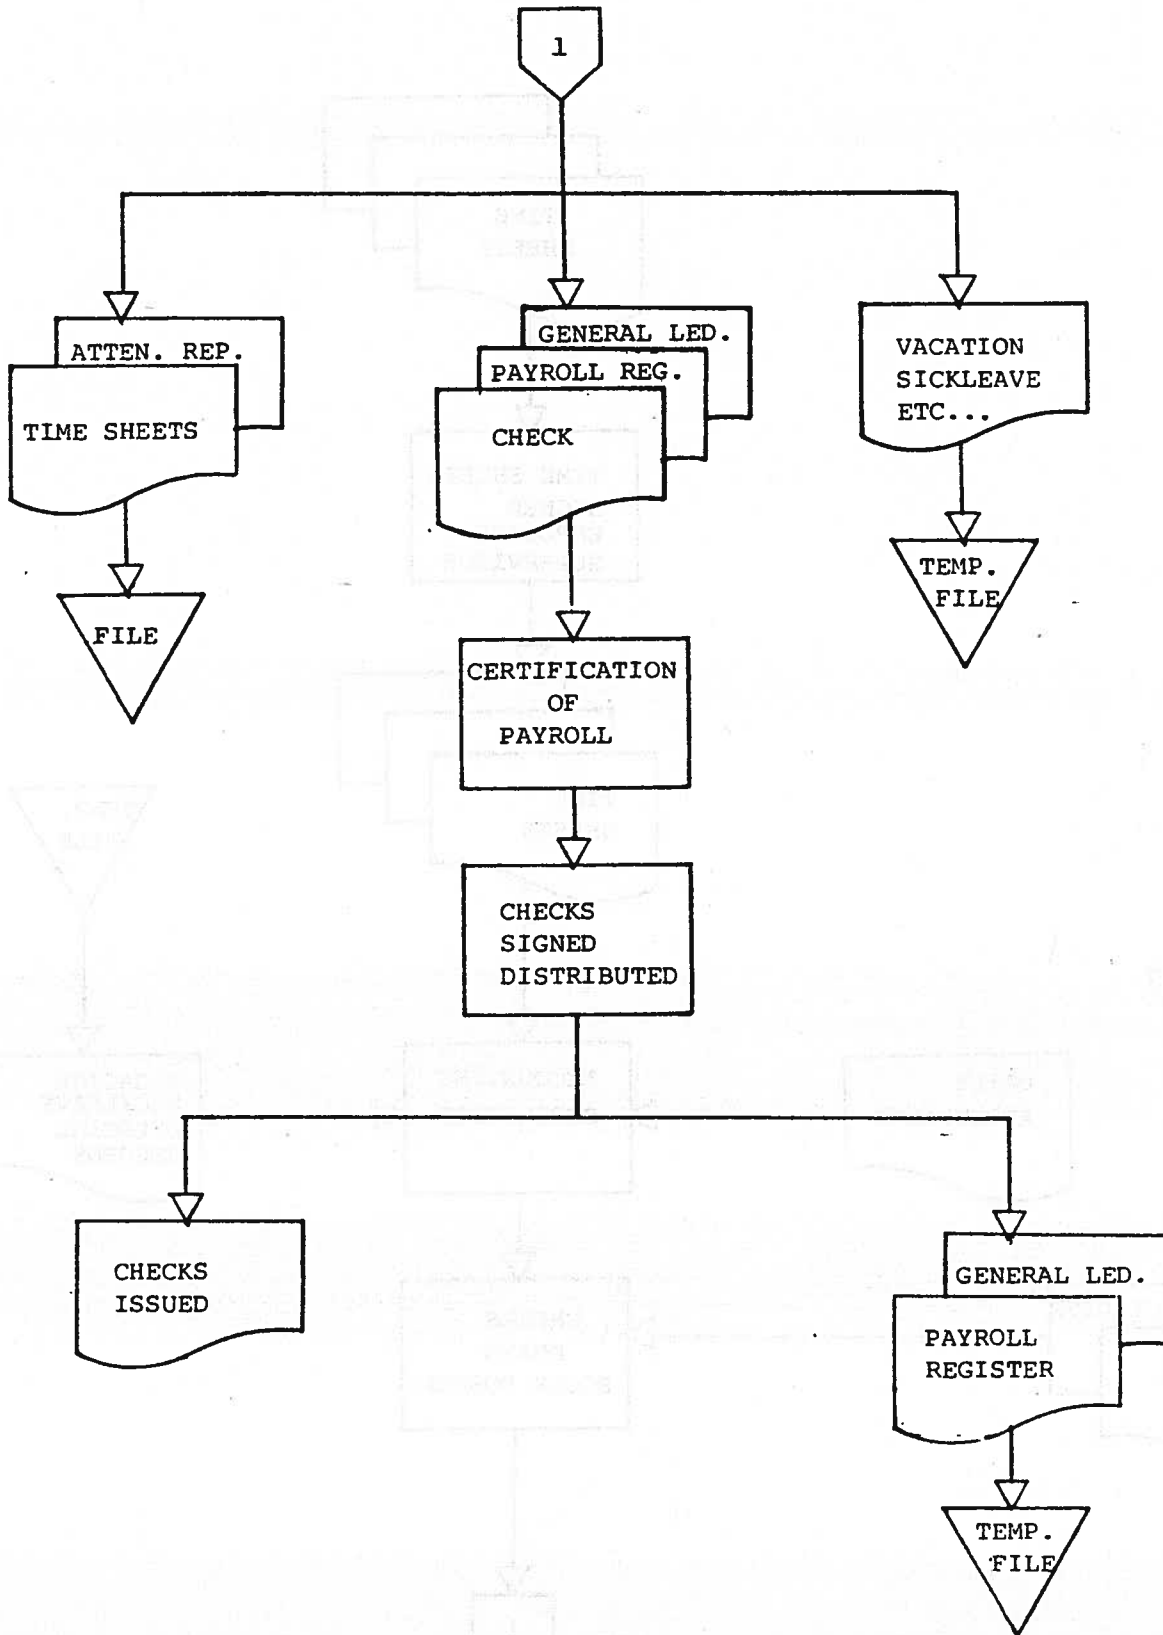 1
ATTEN. REP.
TIME SHEETS
GENERAL LED.
PAYROLL REG.
CHECK
VACATION
SICKLEAVE
ETC...
FILE
TEMP.
FILE
CERTIFICATION
OF
PAYROLL
CHECKS
SIGNED
DISTRIBUTED
CHECKS
ISSUED
GENERAL LED.
PAYROLL
REGISTER
TEMP.
FILE